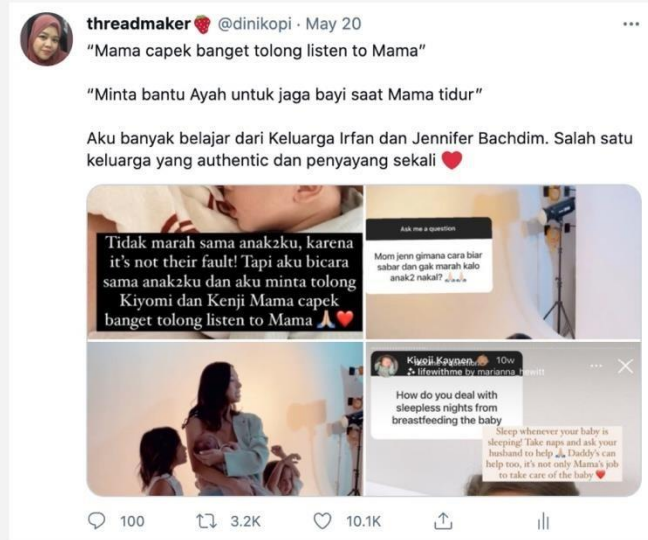 threadmaker🍓 @dinikopi · May 20
“Mama capek banget tolong listen to Mama”
“Minta bantu Ayah untuk jaga bayi saat Mama tidur”
Aku banyak belajar dari Keluarga Irfan dan Jennifer Bachdim. Salah satu
keluarga yang authentic dan penyayang sekali ❤️
Tidak marah sama anak2ku, karena
it's not their fault! Tapi aku bicara
sama anak2ku dan aku minta tolong
Kiyomi dan Kenji Mama capek
banget tolong listen to Mama 🙏🏻❤️
Ask me a question
Mom jenn gimana cara biar
sabar dan gak marah kalo
anak2 nakal? 🙏🏻🙏🏻🙏🏻
Kiyoji.Kaynen 10w
lifewithme by marianna_hewitt
How do you deal with
sleepless nights from
breastfeeding the baby
Sleep whenever your baby is
sleeping! Take naps and ask your
husband to help 🙏🏻 Daddy's can
help too, it's not only Mama's job
to take care of the baby ❤️
100
3.2K
10.1K